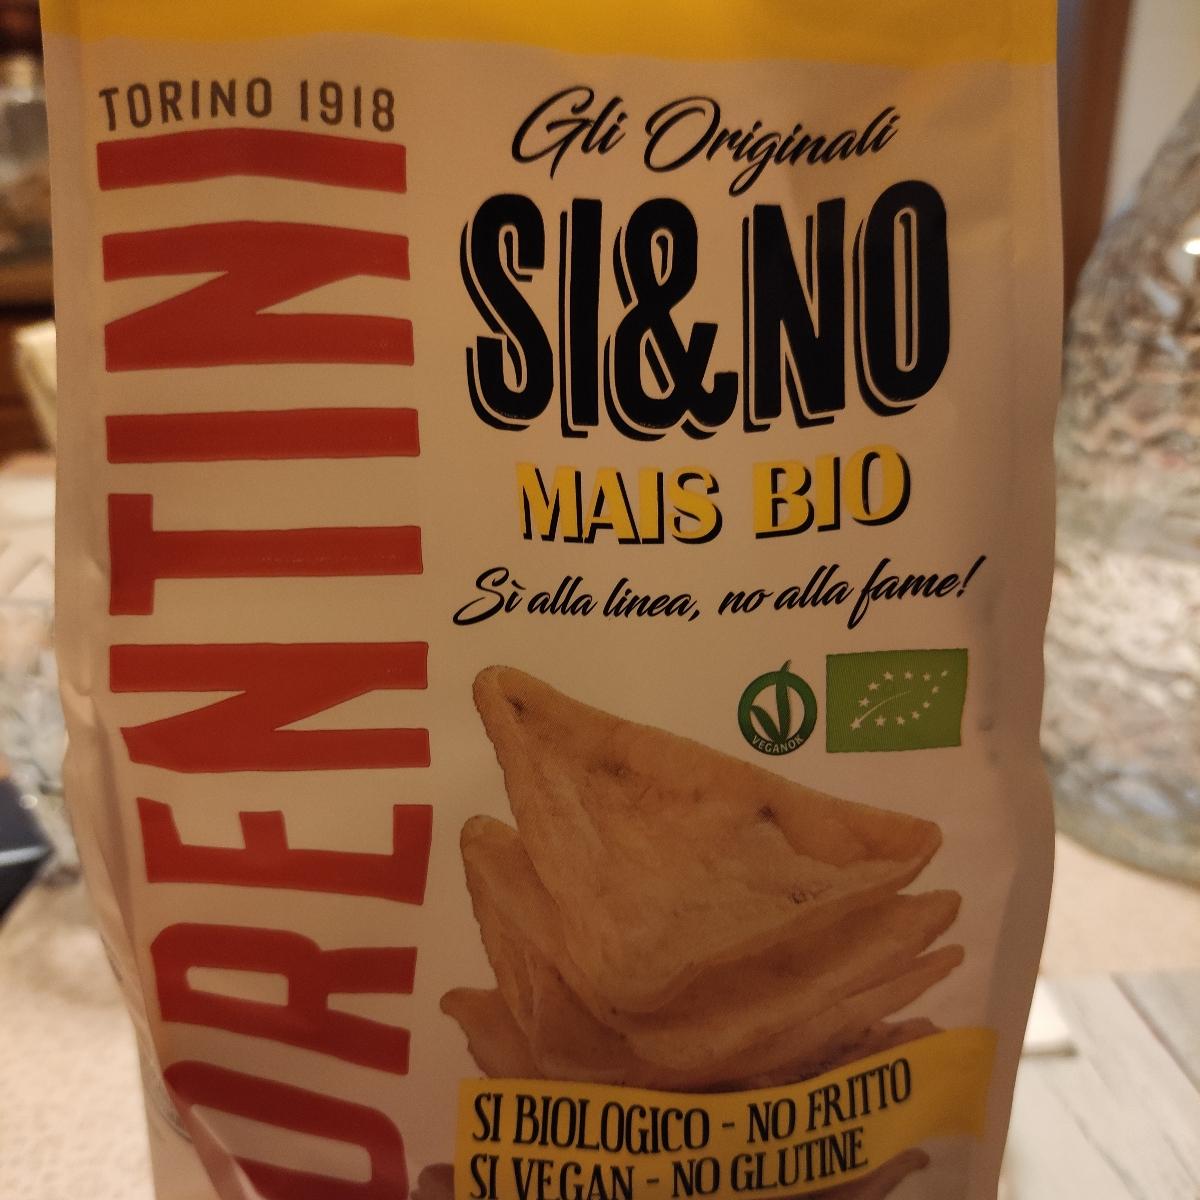 TORINO 1918
ORENTINI
Gli Originali
SI&NO
MAIS BIO
Sì alla linea, no alla fame!
VEGANOK
SI BIOLOGICO - NO FRITTO
SI VEGAN - NO GLUTINE